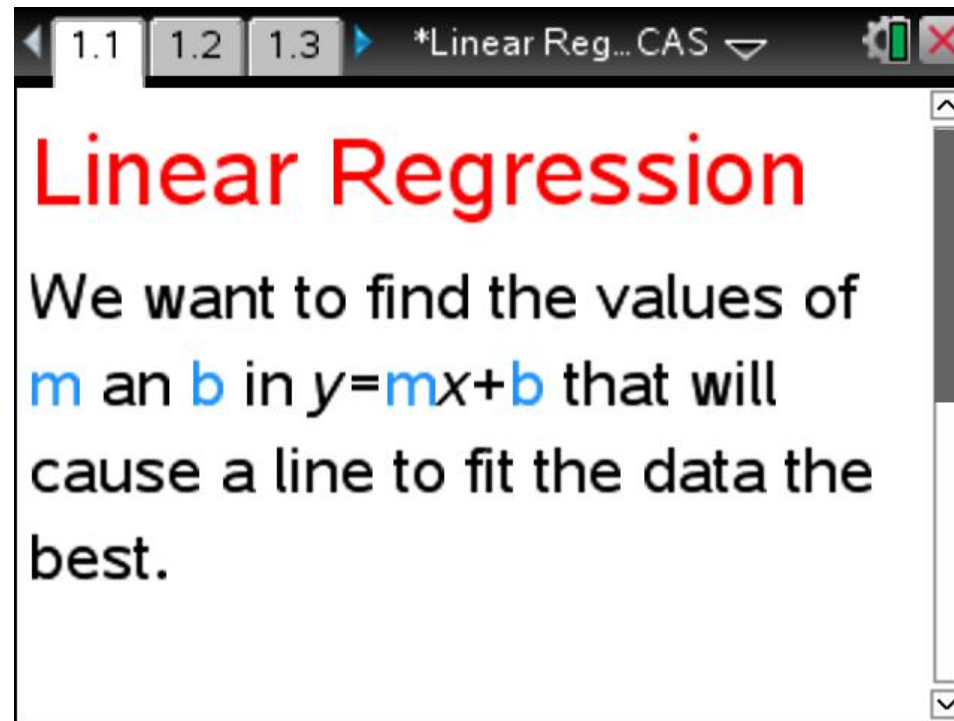 1.1 1.2 1.3 *Linear Reg... CAS
Linear Regression
We want to find the values of
m an b in y=mx+b that will
cause a line to fit the data the
best.